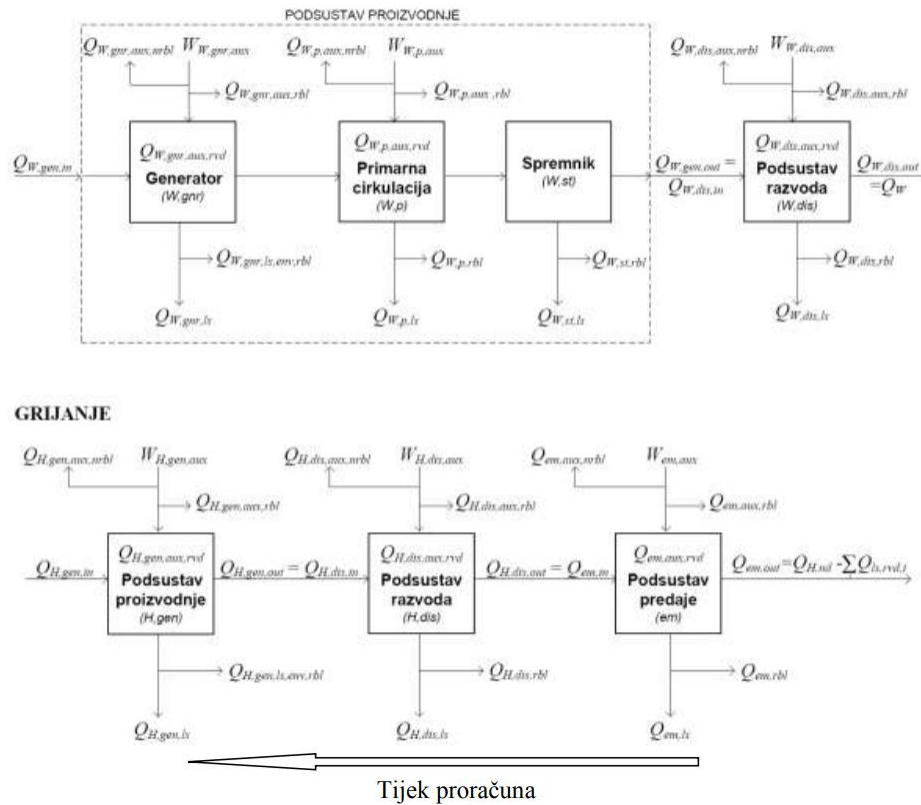 PODSUSTAV PROIZVODNJE
Q_W,gnr,aux,nrbl W_W,gnr,aux Q_W,p,aux,nrbl W_W,p,aux Q_W,dis,aux,nrbl W_W,dis,aux
Q_W,gnr,aux,rbl Q_W,p,aux,rbl Q_W,dis,aux,rbl
Q_W,gen,in
Q_W,gnr,aux,rvd
Generator
(W,gnr)
Q_W,p,aux,rvd
Primarna
cirkulacija
(W,p)
Spremnik
(W,st)
Q_W,gen,out =
Q_W,dis,in
Q_W,dis,aux,rvd
Podsustav
razvoda
(W,dis)
Q_W,dis,out
=Q_W
Q_W,gnr,ls,env,rbl Q_W,p,rbl Q_W,st,rbl Q_W,dis,rbl
Q_W,gnr,ls Q_W,p,ls Q_W,st,ls Q_W,dis,ls
GRIJANJE
Q_H,gen,aux,nrbl W_H,gen,aux Q_H,dis,aux,nrbl W_H,dis,aux Q_em,aux,nrbl W_em,aux
Q_H,gen,aux,rbl Q_H,dis,aux,rbl Q_em,aux,rbl
Q_H,gen,in
Q_H,gen,aux,rvd
Podsustav
proizvodnje
(H,gen)
Q_H,gen,out = Q_H,dis,in
Q_H,dis,aux,rvd
Podsustav
razvoda
(H,dis)
Q_H,dis,out = Q_em,in
Q_em,aux,rvd
Podsustav
predaje
(em)
Q_em,out=Q_H,nd -∑Q_ls,rvd,i
Q_H,gen,ls,env,rbl Q_H,dis,rbl Q_em,rbl
Q_H,gen,ls Q_H,dis,ls Q_em,ls
Tijek proračuna